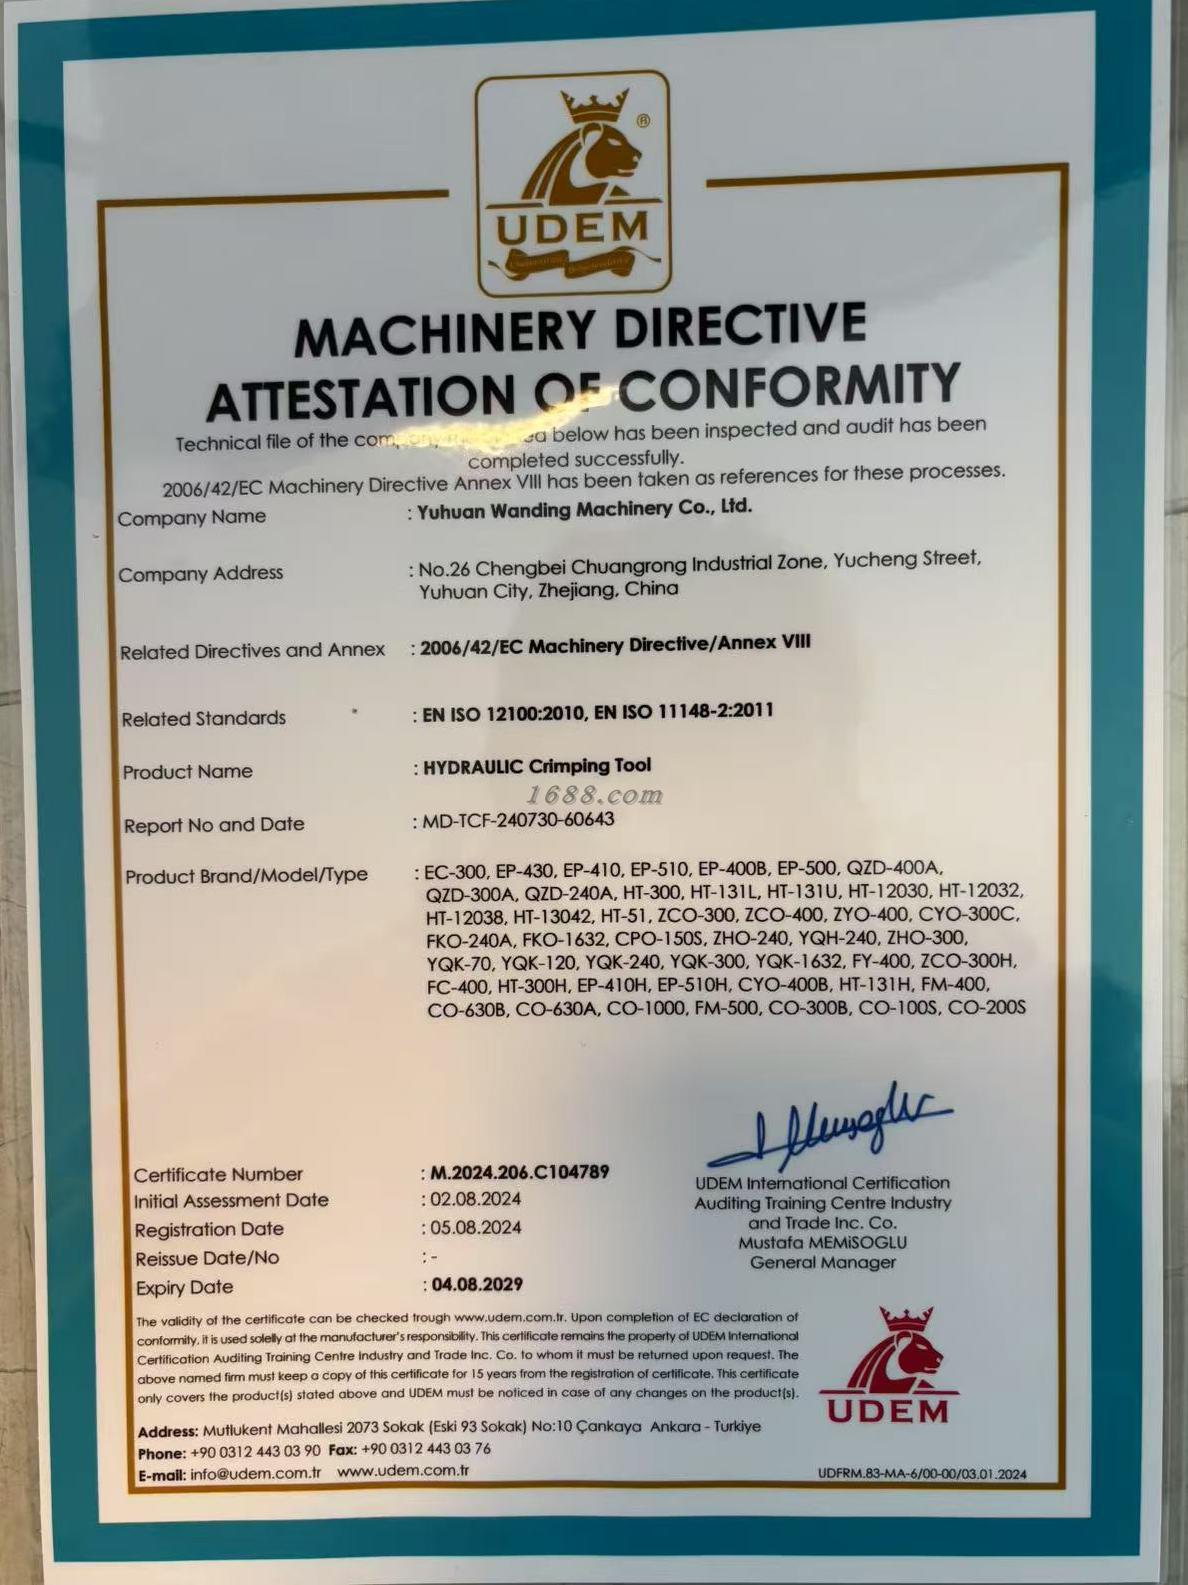 UDEM
®
MACHINERY DIRECTIVE
ATTESTATION OF CONFORMITY
Technical file of the company below has been inspected and audit has been
completed successfully.
2006/42/EC Machinery Directive Annex VIII has been taken as references for these processes.
Company Name : Yuhuan Wanding Machinery Co., Ltd.
Company Address : No.26 Chengbei Chuangrong Industrial Zone, Yucheng Street,
Yuhuan City, Zhejiang, China
Related Directives and Annex : 2006/42/EC Machinery Directive/Annex VIII
Related Standards : EN ISO 12100:2010, EN ISO 11148-2:2011
Product Name : HYDRAULIC Crimping Tool
1688.com
Report No and Date : MD-TCF-240730-60643
Product Brand/Model/Type : EC-300, EP-430, EP-410, EP-510, EP-400B, EP-500, QZD-400A,
QZD-300A, QZD-240A, HT-300, HT-131L, HT-131U, HT-12030, HT-12032,
HT-12038, HT-13042, HT-51, ZCO-300, ZCO-400, ZYO-400, CYO-300C,
FKO-240A, FKO-1632, CPO-150S, ZHO-240, YQH-240, ZHO-300,
YQK-70, YQK-120, YQK-240, YQK-300, YQK-1632, FY-400, ZCO-300H,
FC-400, HT-300H, EP-410H, EP-510H, CYO-400B, HT-131H, FM-400,
CO-630B, CO-630A, CO-1000, FM-500, CO-300B, CO-100S, CO-200S
Certificate Number : M.2024.206.C104789
Initial Assessment Date : 02.08.2024
Registration Date : 05.08.2024
Reissue Date/No : -
Expiry Date : 04.08.2029
UDEM International Certification
Auditing Training Centre Industry
and Trade Inc. Co.
Mustafa MEMiSOGLU
General Manager
The validity of the certificate can be checked trough www.udem.com.tr. Upon completion of EC declaration of
conformity, it is used solelly at the manufacturer's responsibility. This certificate remains the property of UDEM International
Certification Auditing Training Centre Industry and Trade Inc. Co. to whom it must be returned upon request. The
above named firm must keep a copy of this certificate for 15 years from the registration of certificate. This certificate
only covers the product(s) stated above and UDEM must be noticed in case of any changes on the product(s).
UDEM
Address: Mutlukent Mahallesi 2073 Sokak (Eski 93 Sokak) No:10 Çankaya Ankara - Turkiye
Phone: +90 0312 443 03 90 Fax: +90 0312 443 03 76
E-mail: info@udem.com.tr www.udem.com.tr
UDFRM.83-MA-6/00-00/03.01.2024